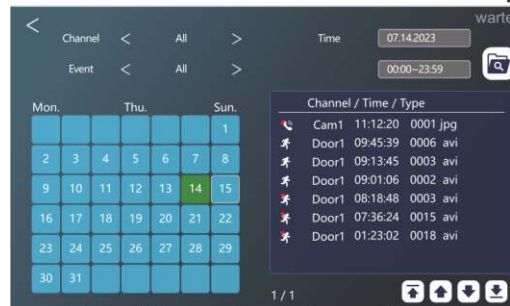 < Channel < All > Time 07.14.2023 warte
Event < All > 00:00~23:59
Mon. Thu. Sun.
1
2 3 4 5 6 7 8
9 10 11 12 13 14 15
16 17 18 19 20 21 22
23 24 25 26 27 28 29
30 31
Channel / Time / Type
Cam1 11:12:20 0001 jpg
Door1 09:45:39 0006 avi
Door1 09:13:45 0003 avi
Door1 09:01:06 0002 avi
Door1 08:18:48 0003 avi
Door1 07:36:24 0015 avi
Door1 01:23:02 0018 avi
1 / 1